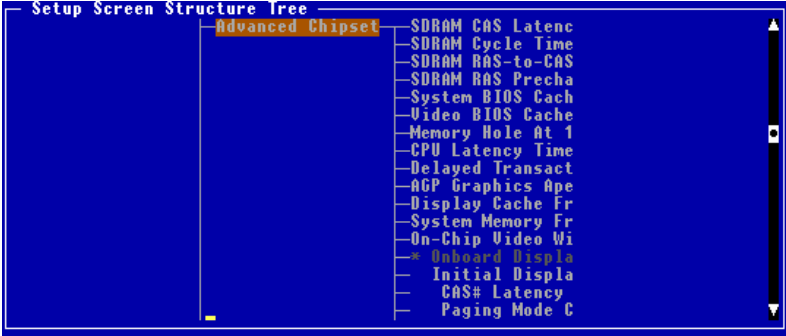 Setup Screen Structure Tree
Advanced Chipset
SDRAM CAS Latenc
SDRAM Cycle Time
SDRAM RAS-to-CAS
SDRAM RAS Precha
System BIOS Cach
Video BIOS Cache
Memory Hole At 1
CPU Latency Time
Delayed Transact
AGP Graphics Ape
Display Cache Fr
System Memory Fr
On-Chip Video Wi
* Onboard Displa
Initial Displa
CAS# Latency
Paging Mode C